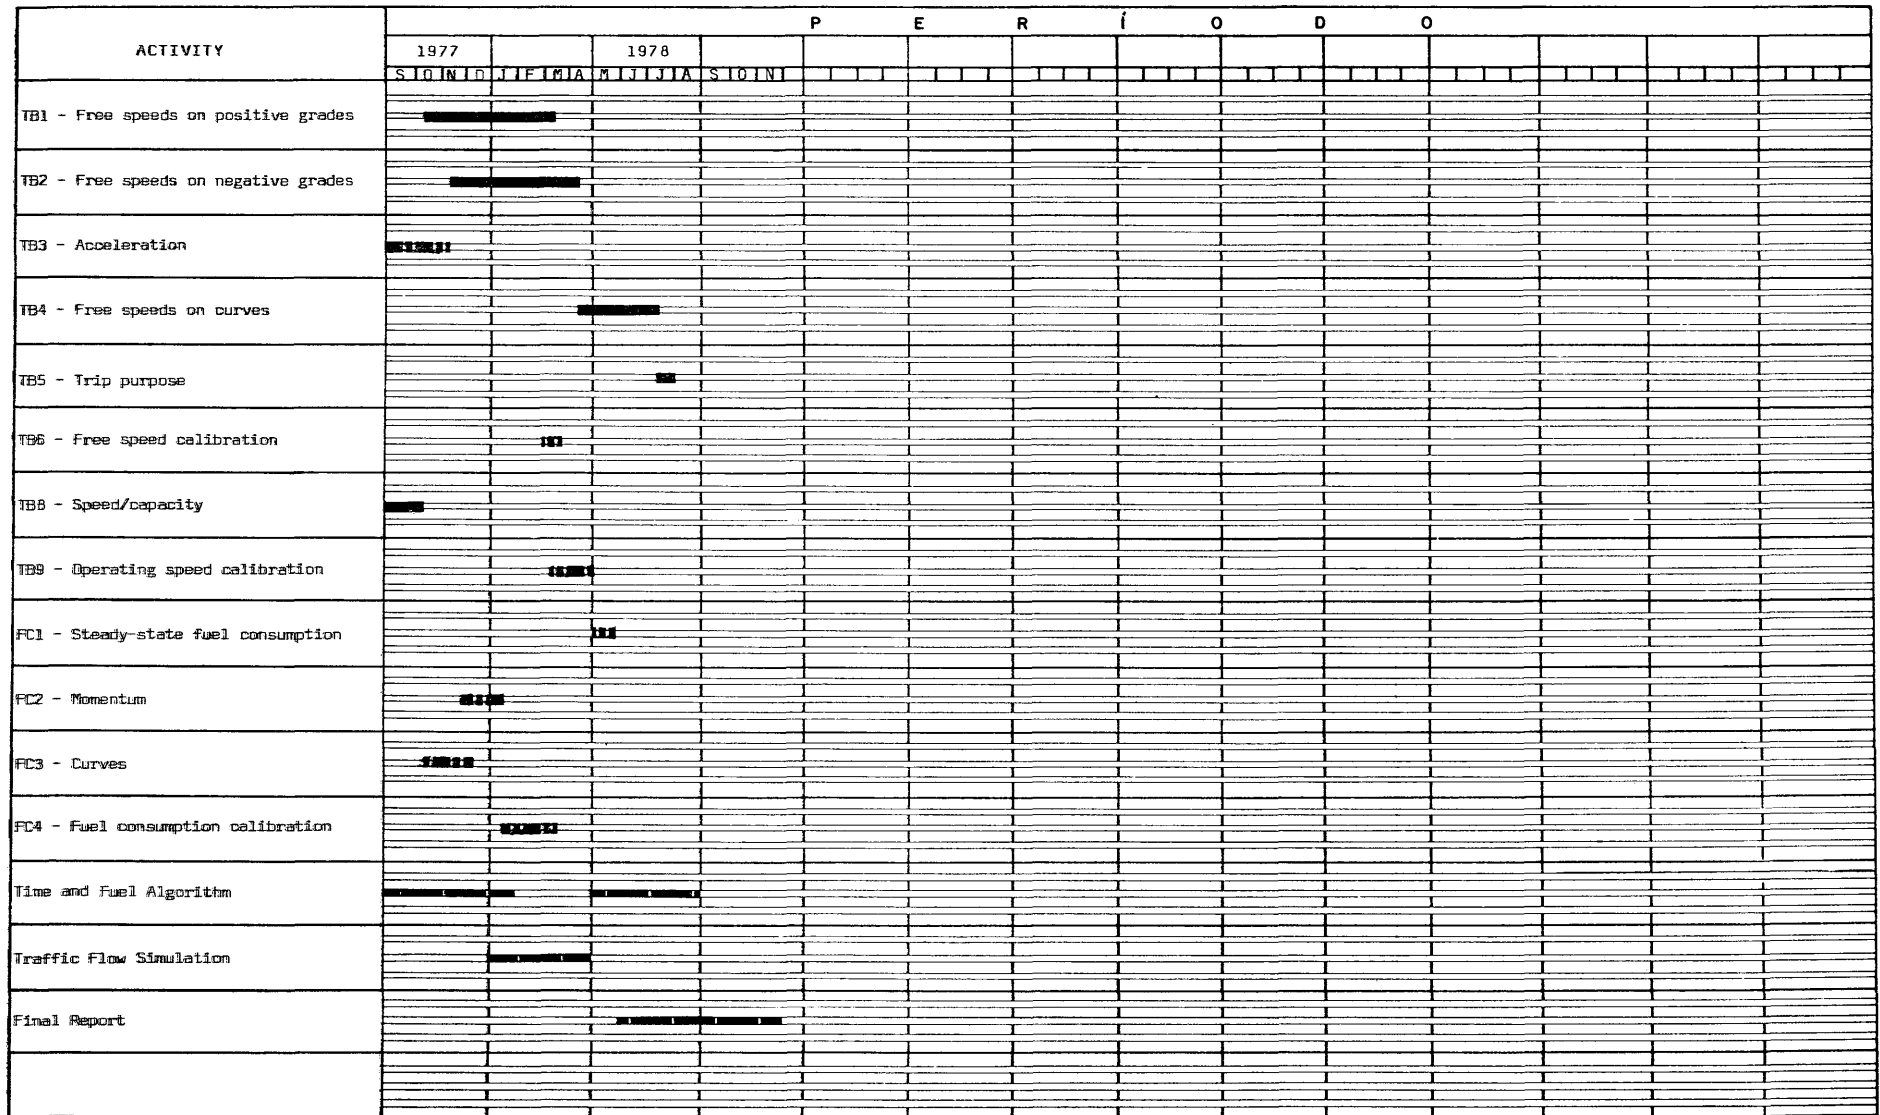 P E R Í O D O
ACTIVITY
1977 1978
S O N D J F M A M J J A S O N
TB1 - Free speeds on positive grades
TB2 - Free speeds on negative grades
TB3 - Acceleration
TB4 - Free speeds on curves
TB5 - Trip purpose
TB6 - Free speed calibration
TB8 - Speed/capacity
TB9 - Operating speed calibration
FC1 - Steady-state fuel consumption
FC2 - Momentum
FC3 - Curves
FC4 - Fuel consumption calibration
Time and Fuel Algorithm
Traffic Flow Simulation
Final Report